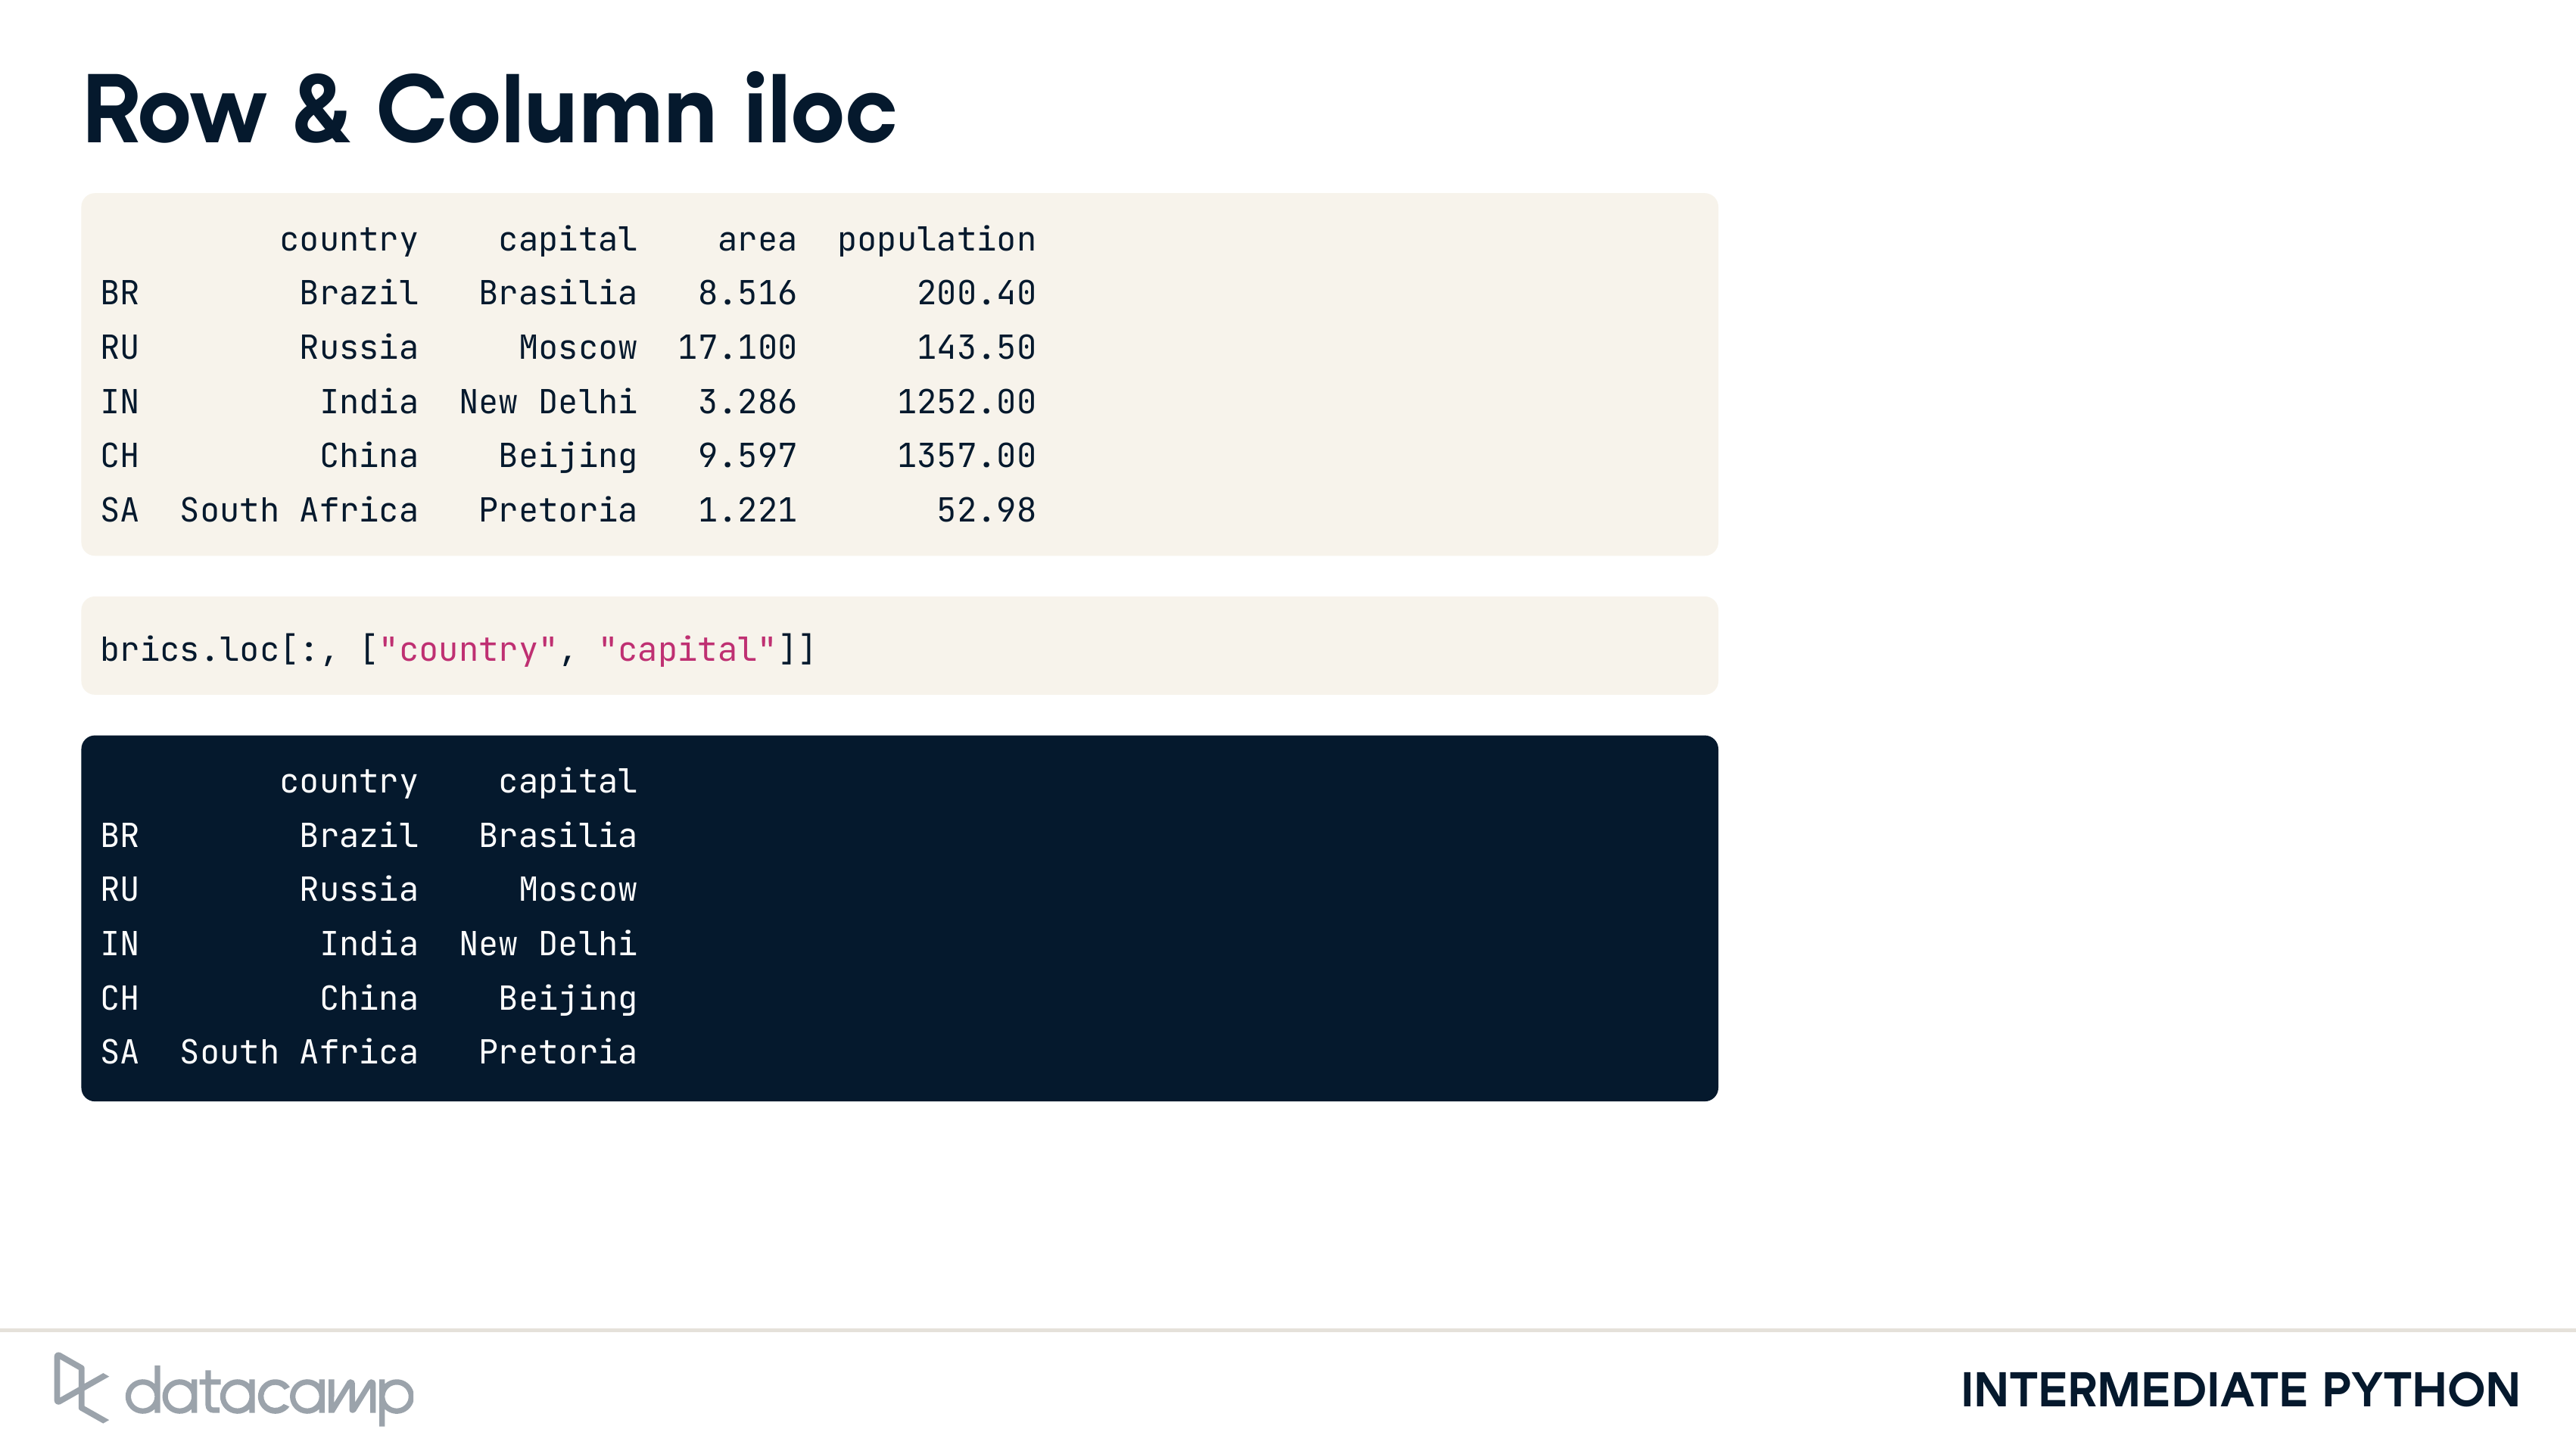 Row & Column iloc
country capital area population
BR Brazil Brasilia 8.516 200.40
RU Russia Moscow 17.100 143.50
IN India New Delhi 3.286 1252.00
CH China Beijing 9.597 1357.00
SA South Africa Pretoria 1.221 52.98
brics.loc[:, ["country", "capital"]]
country capital
BR Brazil Brasilia
RU Russia Moscow
IN India New Delhi
CH China Beijing
SA South Africa Pretoria
datacamp
INTERMEDIATE PYTHON